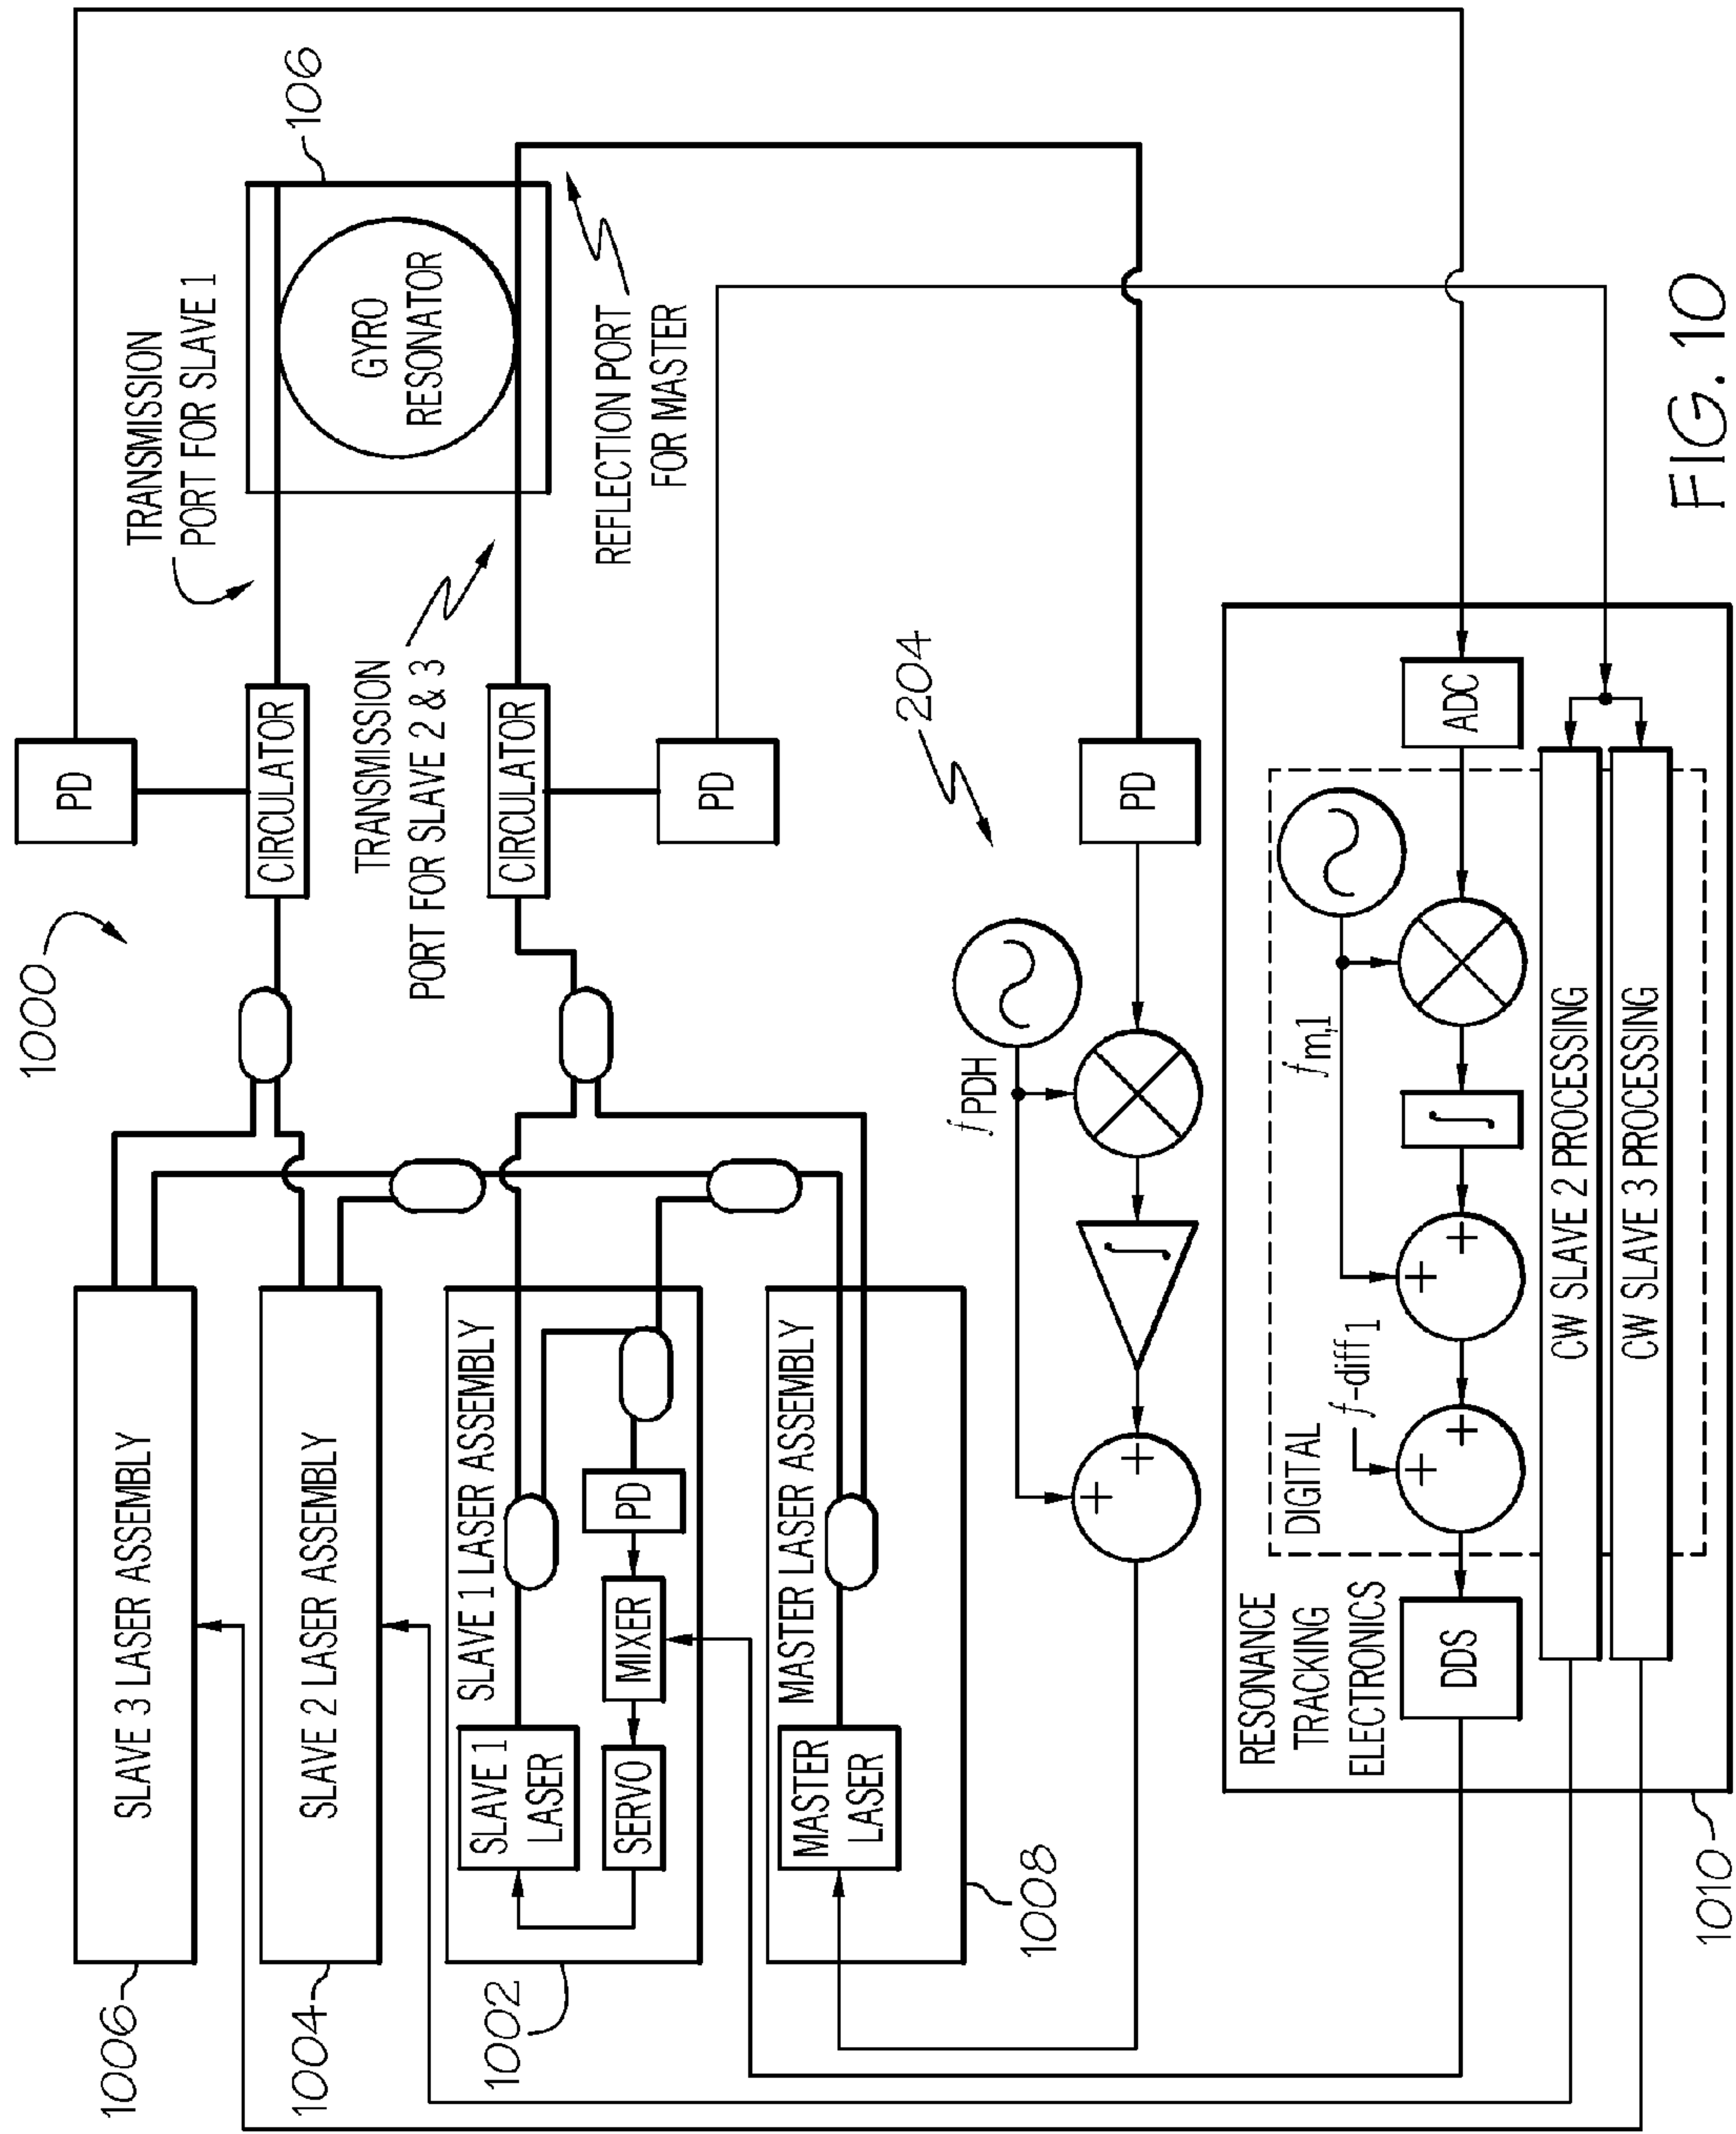 1000
1006
SLAVE 3 LASER ASSEMBLY
1004
SLAVE 2 LASER ASSEMBLY
1002
SLAVE 1 LASER ASSEMBLY
SLAVE 1
LASER
SERVO
MIXER
PD
1008
MASTER LASER ASSEMBLY
MASTER
LASER
PD
CIRCULATOR
TRANSMISSION
PORT FOR SLAVE 1
106
GYRO
RESONATOR
TRANSMISSION
PORT FOR SLAVE 2 & 3
CIRCULATOR
PD
REFLECTION PORT
FOR MASTER
204
fPDH
PD
+
+
1010
RESONANCE
TRACKING
ELECTRONICS
DDS
DIGITAL
f-diff1
+
+
+
+
∫
∫
fm,1
ADC
CW SLAVE 2 PROCESSING
CW SLAVE 3 PROCESSING
FIG. 10